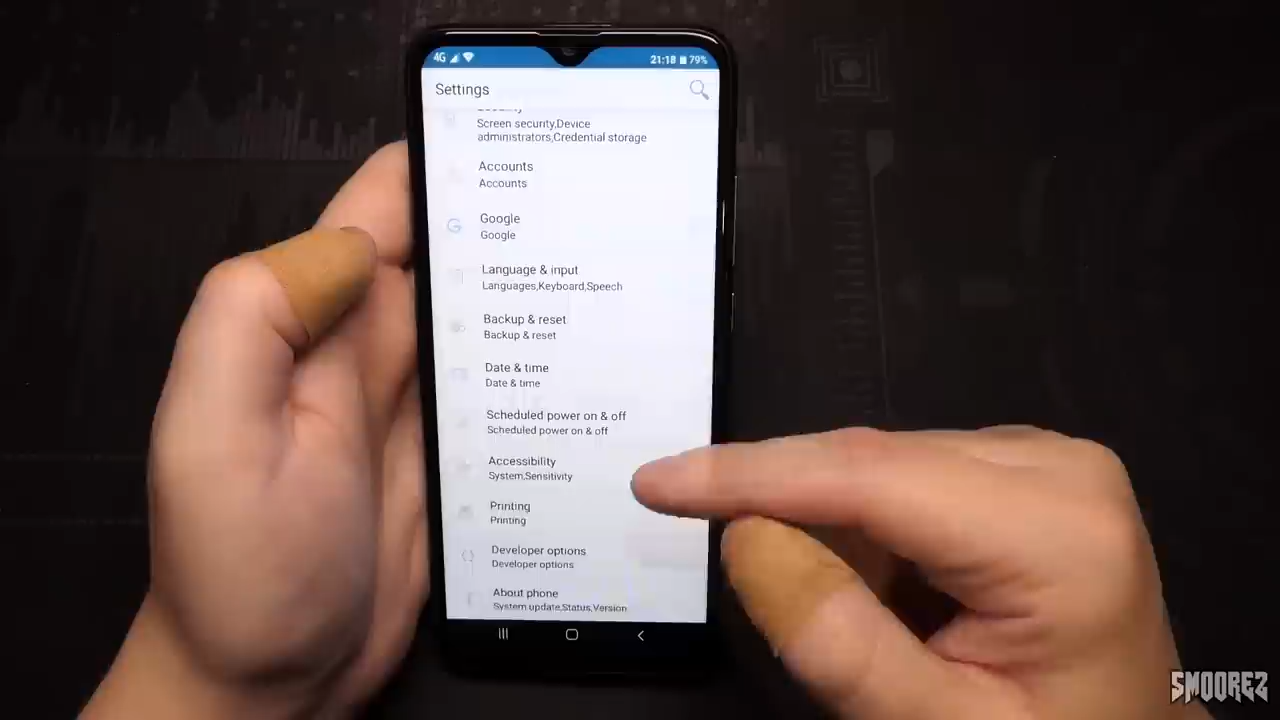 4G
21:18 79%
Settings
Security
Screen security,Device
administrators,Credential storage
Accounts
Accounts
Google
Google
Language & input
Languages,Keyboard,Speech
Backup & reset
Backup & reset
Date & time
Date & time
Scheduled power on & off
Scheduled power on & off
Accessibility
System,Sensitivity
Printing
Printing
Developer options
Developer options
About phone
System update,Status,Version
SMOOREZ